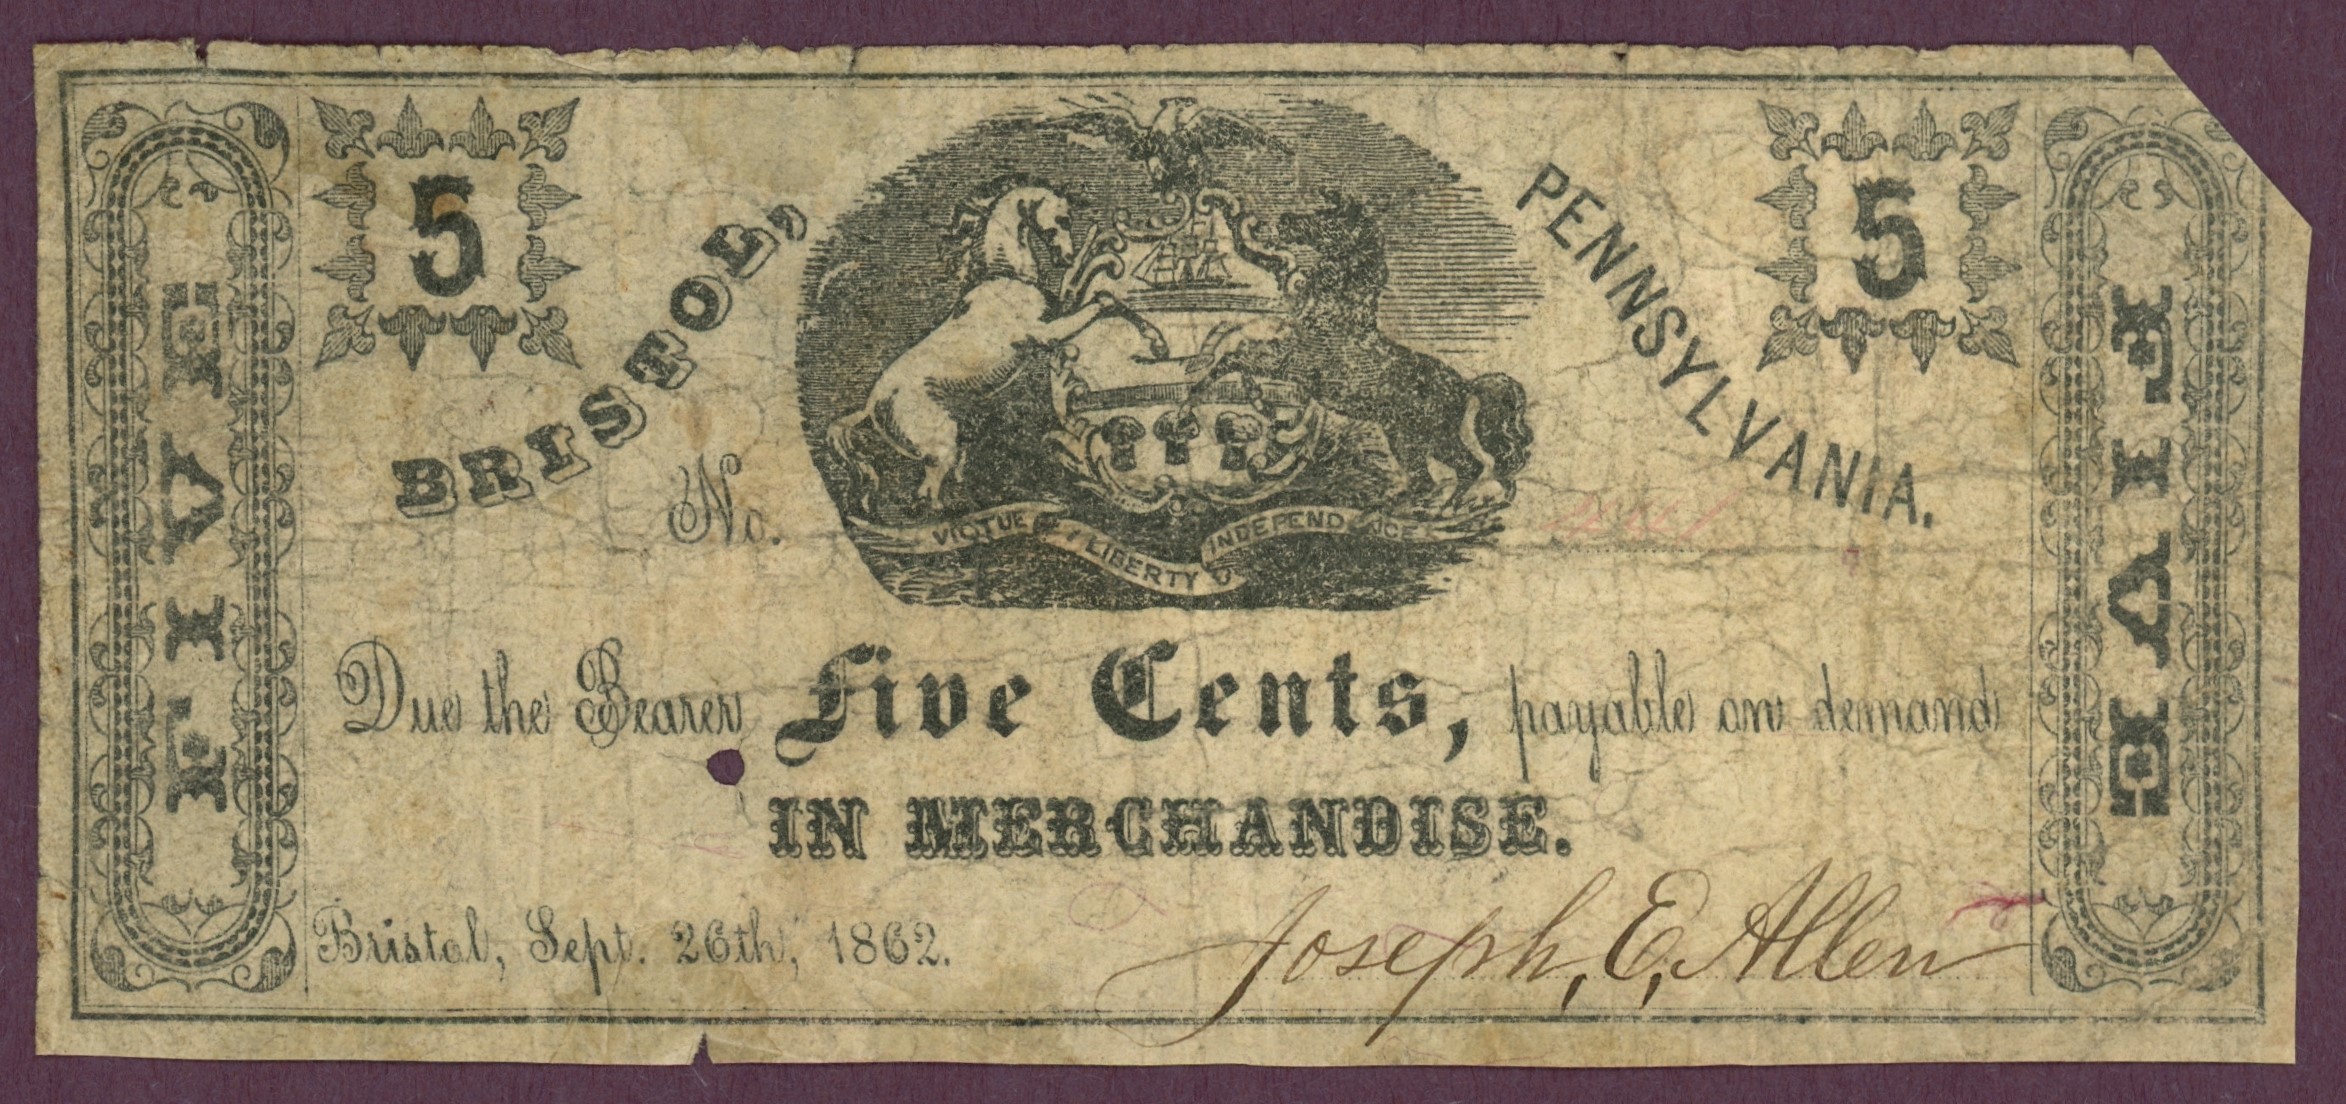 5 5
BRISTOL, PENNSYLVANIA.
No.
VIRTUE LIBERTY INDEPENDENCE
Due the Bearer Five Cents, payable on demand
IN MERCHANDISE.
Bristol, Sept. 26th, 1862.
Joseph, E, Allen
FIVE
FIVE